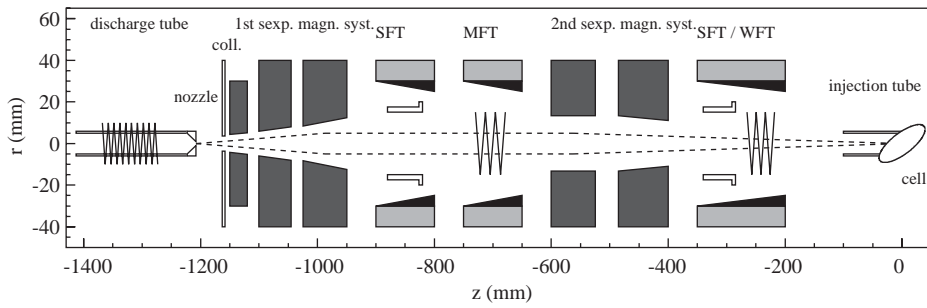 60
40
20
0
-20
-40
r (mm)
discharge tube
1st sexp. magn. syst.
SFT
MFT
2nd sexp. magn. syst.
SFT / WFT
coll.
nozzle
injection tube
cell
-1400
-1200
-1000
-800
-600
-400
-200
0
z (mm)